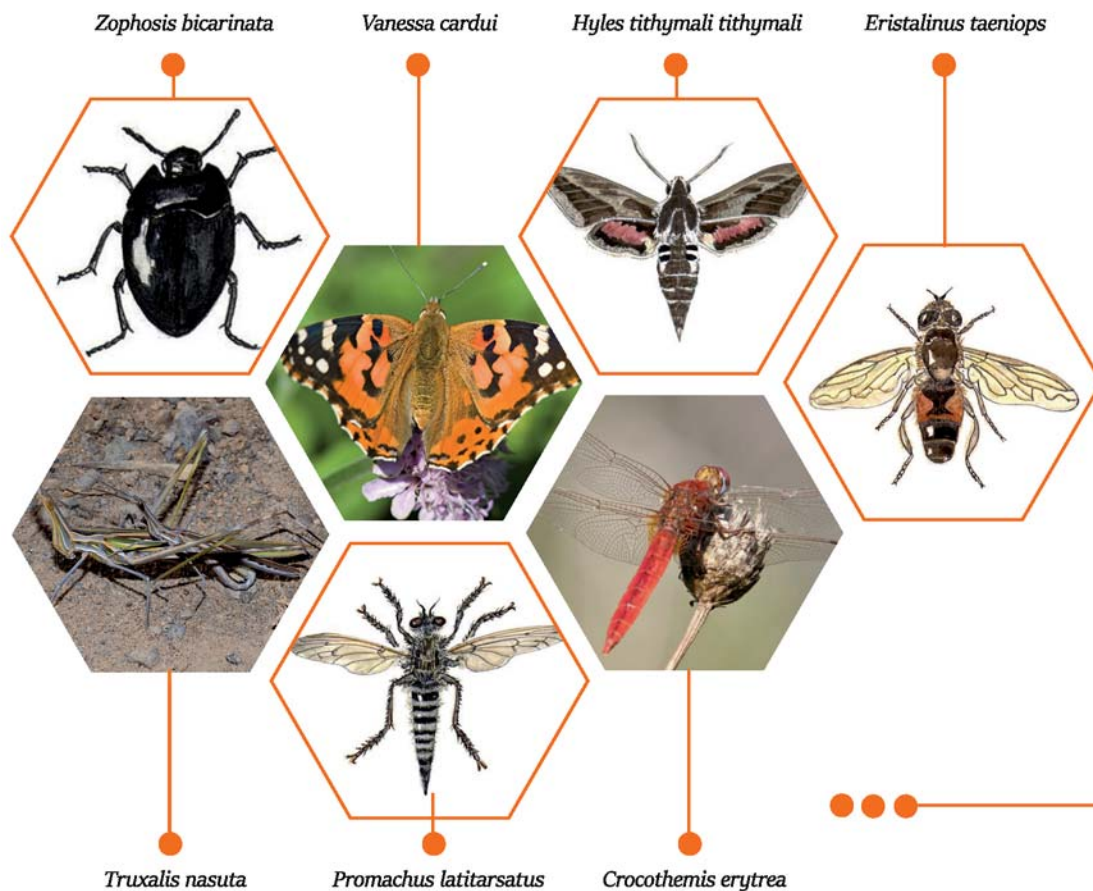 Zophosis bicarinata
Vanessa cardui
Hyles tithymali tithymali
Eristalinus taeniops
Truxalis nasuta
Promachus latitarsatus
Crocothemis erytrea